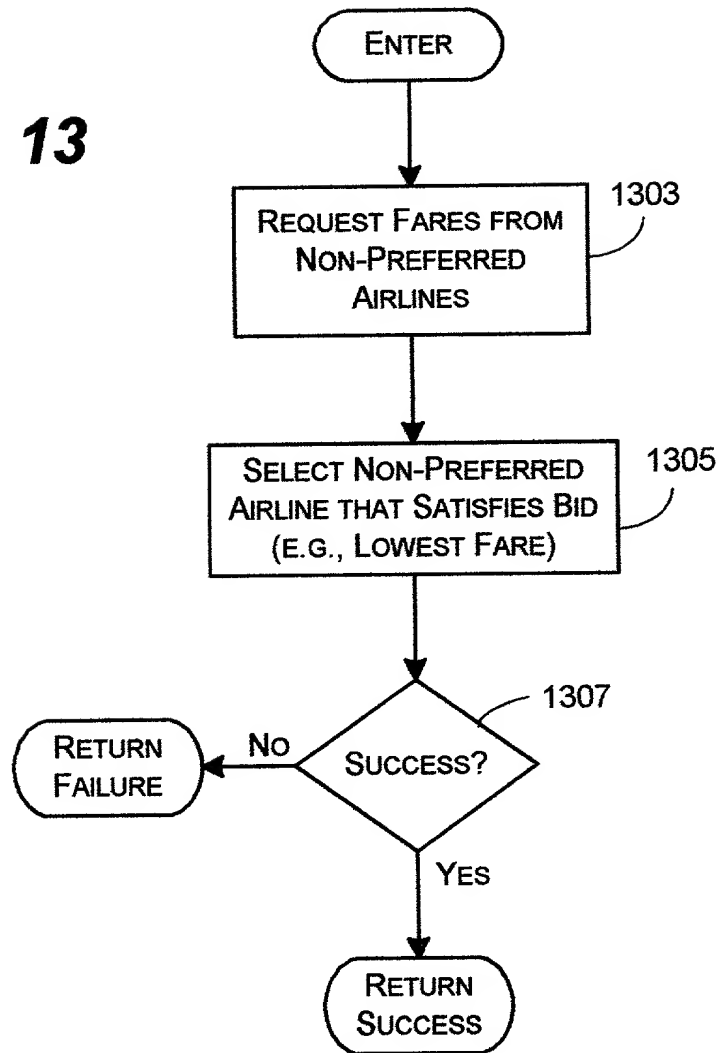 ENTER
13
1303
REQUEST FARES FROM
NON-PREFERRED
AIRLINES
1305
SELECT NON-PREFERRED
AIRLINE THAT SATISFIES BID
(E.G., LOWEST FARE)
1307
SUCCESS?
NO
RETURN
FAILURE
YES
RETURN
SUCCESS